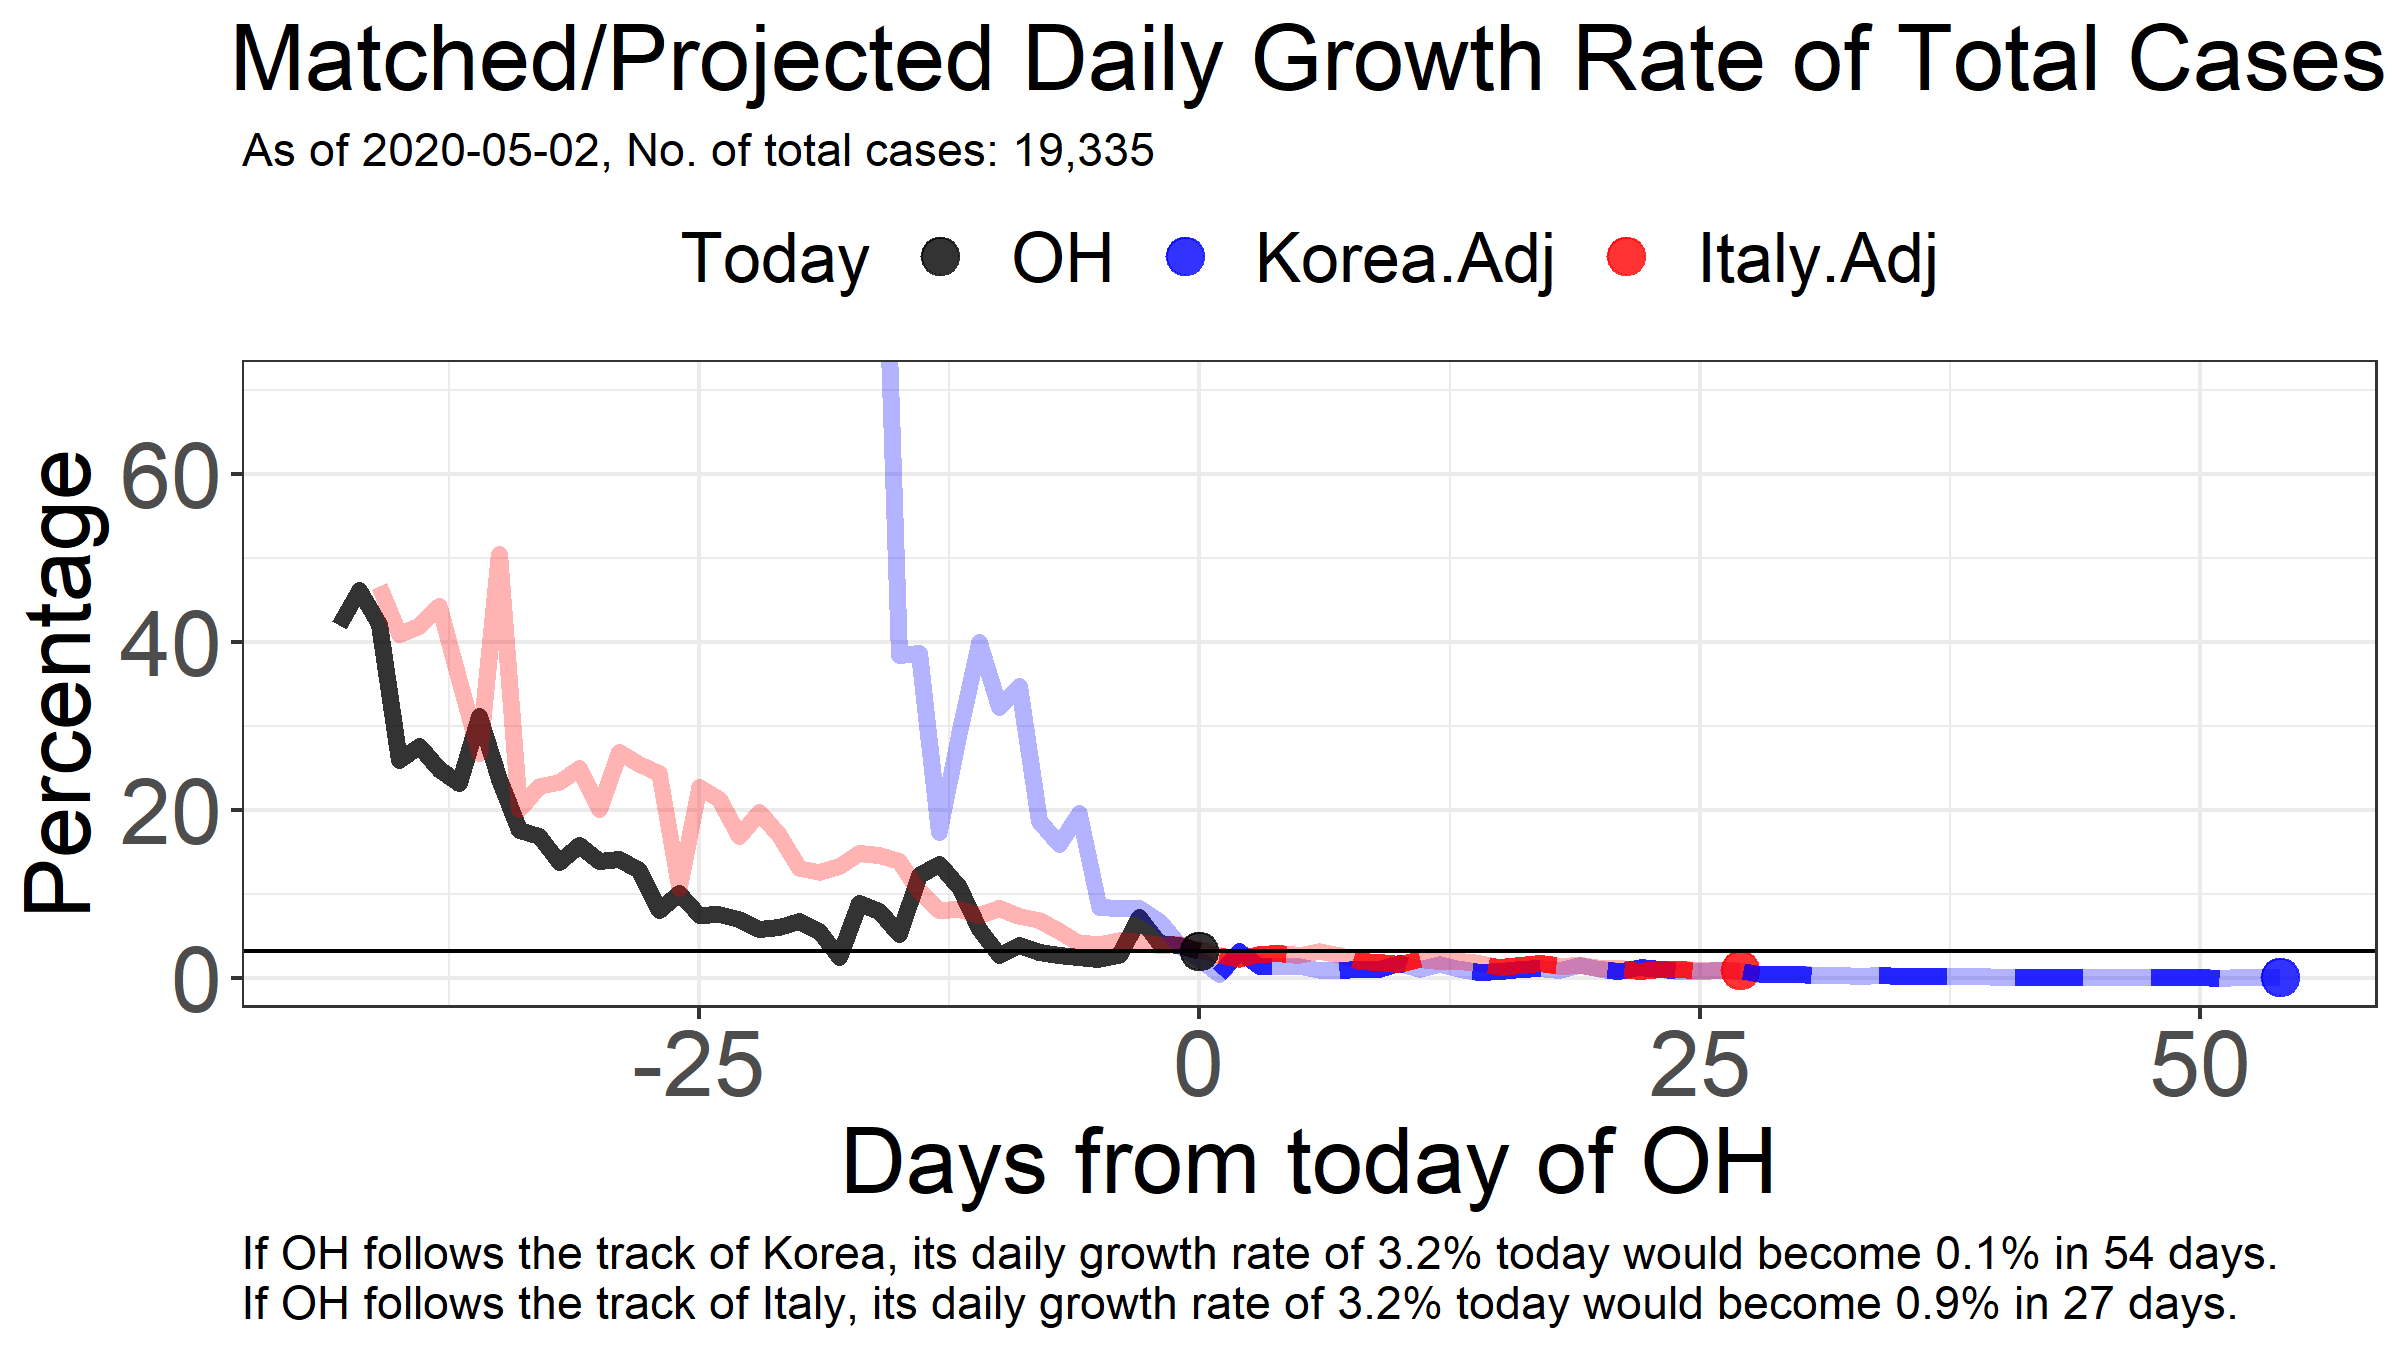 Matched/Projected Daily Growth Rate of Total Cases
As of 2020-05-02, No. of total cases: 19,335
Today OH Korea.Adj Italy.Adj
Percentage
60
40
20
0
-25 0 25 50
Days from today of OH
If OH follows the track of Korea, its daily growth rate of 3.2% today would become 0.1% in 54 days.
If OH follows the track of Italy, its daily growth rate of 3.2% today would become 0.9% in 27 days.